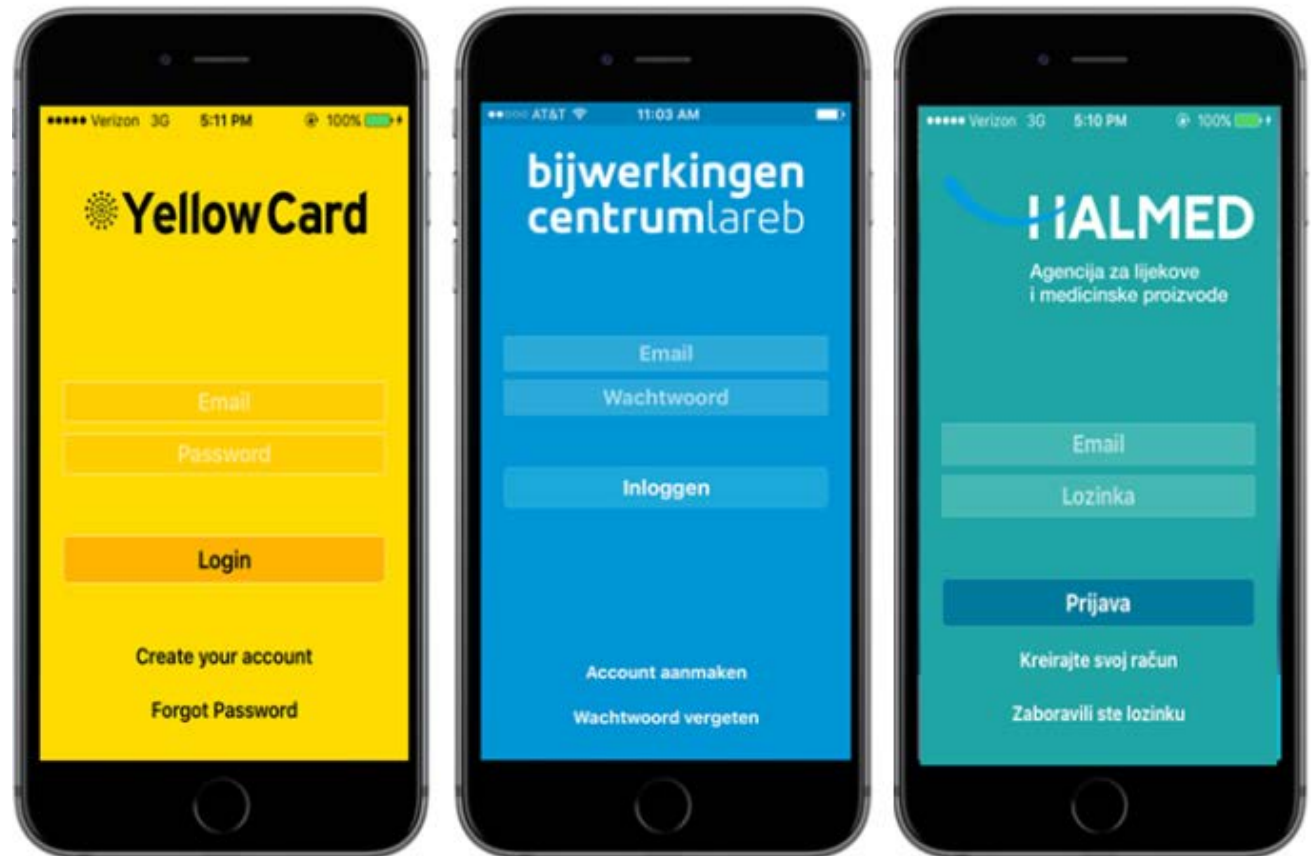 Verizon 3G 5:11 PM 100%
YellowCard
Email
Password
Login
Create your account
Forgot Password
AT&T 11:03 AM
bijwerkingen
centrumlareb
Email
Wachtwoord
Inloggen
Account aanmaken
Wachtwoord vergeten
Verizon 3G 5:10 PM 100%
HALMED
Agencija za lijekove
i medicinske proizvode
Email
Lozinka
Prijava
Kreirajte svoj račun
Zaboravili ste lozinku